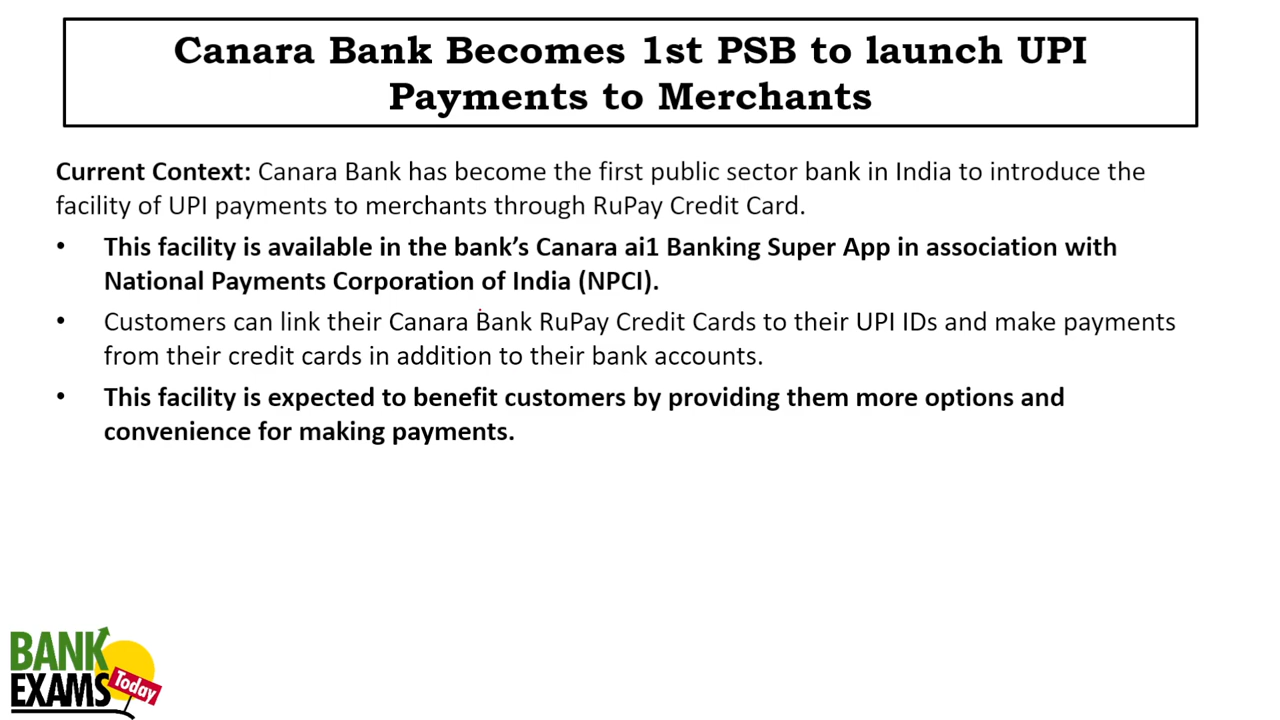 Canara Bank Becomes 1st PSB to launch UPI
Payments to Merchants
Current Context: Canara Bank has become the first public sector bank in India to introduce the
facility of UPI payments to merchants through RuPay Credit Card.
• This facility is available in the bank’s Canara ai1 Banking Super App in association with
National Payments Corporation of India (NPCI).
• Customers can link their Canara Bank RuPay Credit Cards to their UPI IDs and make payments
from their credit cards in addition to their bank accounts.
• This facility is expected to benefit customers by providing them more options and
convenience for making payments.
BANK
EXAMS
Today